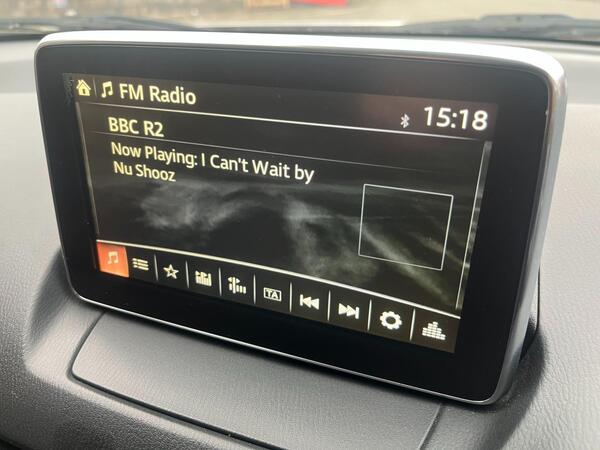 FM Radio
15:18
BBC R2
Now Playing: I Can't Wait by
Nu Shooz
TA